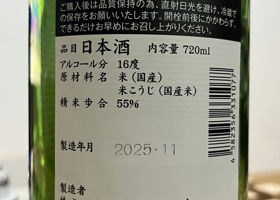 ご購入後は品質保持の為、直射日光を避け、冷蔵で
の保存をお願いいたします。開栓前後にかかわらず、
できるだけお早めにお召し上がりください。
品目 日本酒 内容量 720ml
アルコール分 16度
原材料名 米(国産)
米こうじ(国産米)
精米歩合 55%
製造年月 2025・11
製造者
4582356331077